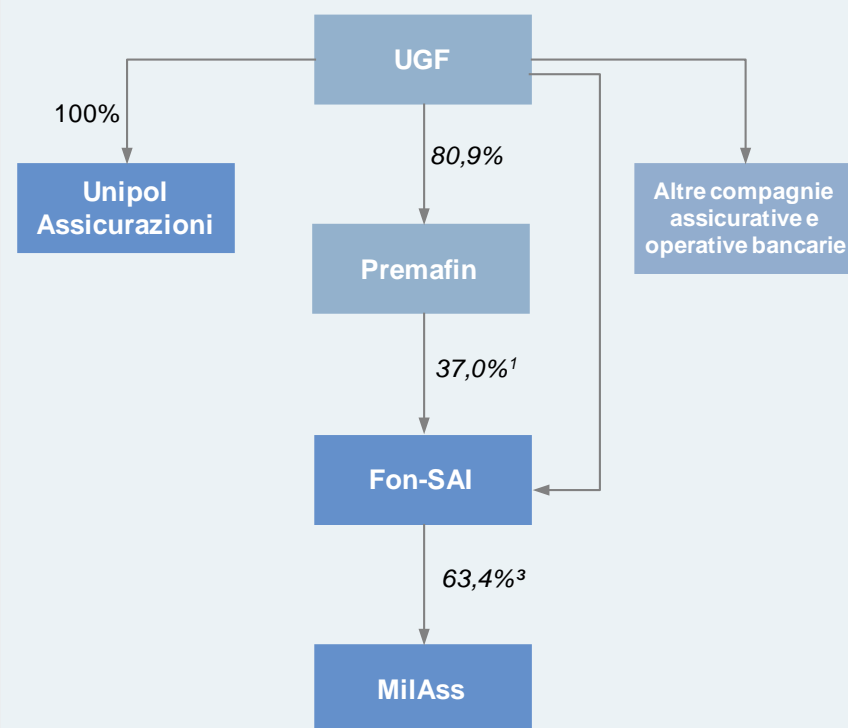 UGF
100%
80,9%
Unipol
Assicurazioni
Altre compagnie
assicurative e
operative bancarie
Premafin
37,0%¹
Fon-SAI
63,4%³
MilAss